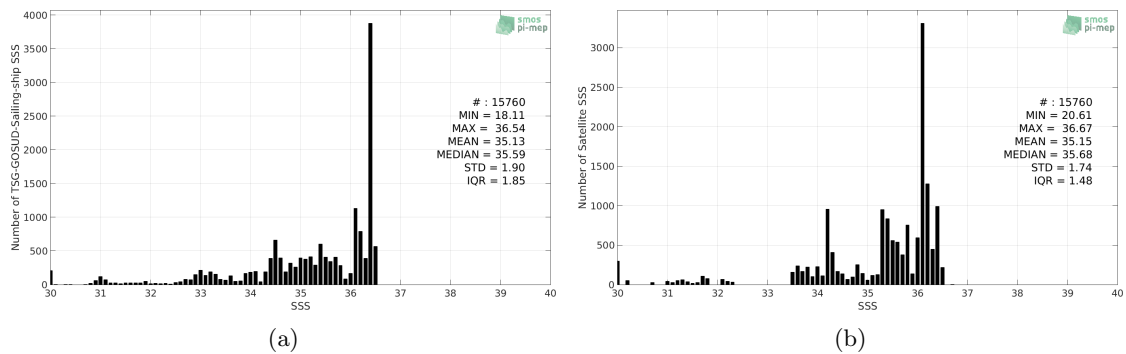 4000
3500
3000
2500
2000
1500
1000
500
0
30 31 32 33 34 35 36 37 38 39 40
SSS
Number of TSG-GOSUD-Sailing-ship SSS
smos
pi-mep
# : 15760
MIN = 18.11
MAX = 36.54
MEAN = 35.13
MEDIAN = 35.59
STD = 1.90
IQR = 1.85
(a)
3000
2500
2000
1500
1000
500
0
30 31 32 33 34 35 36 37 38 39 40
SSS
Number of Satellite SSS
smos
pi-mep
# : 15760
MIN = 20.61
MAX = 36.67
MEAN = 35.15
MEDIAN = 35.68
STD = 1.74
IQR = 1.48
(b)